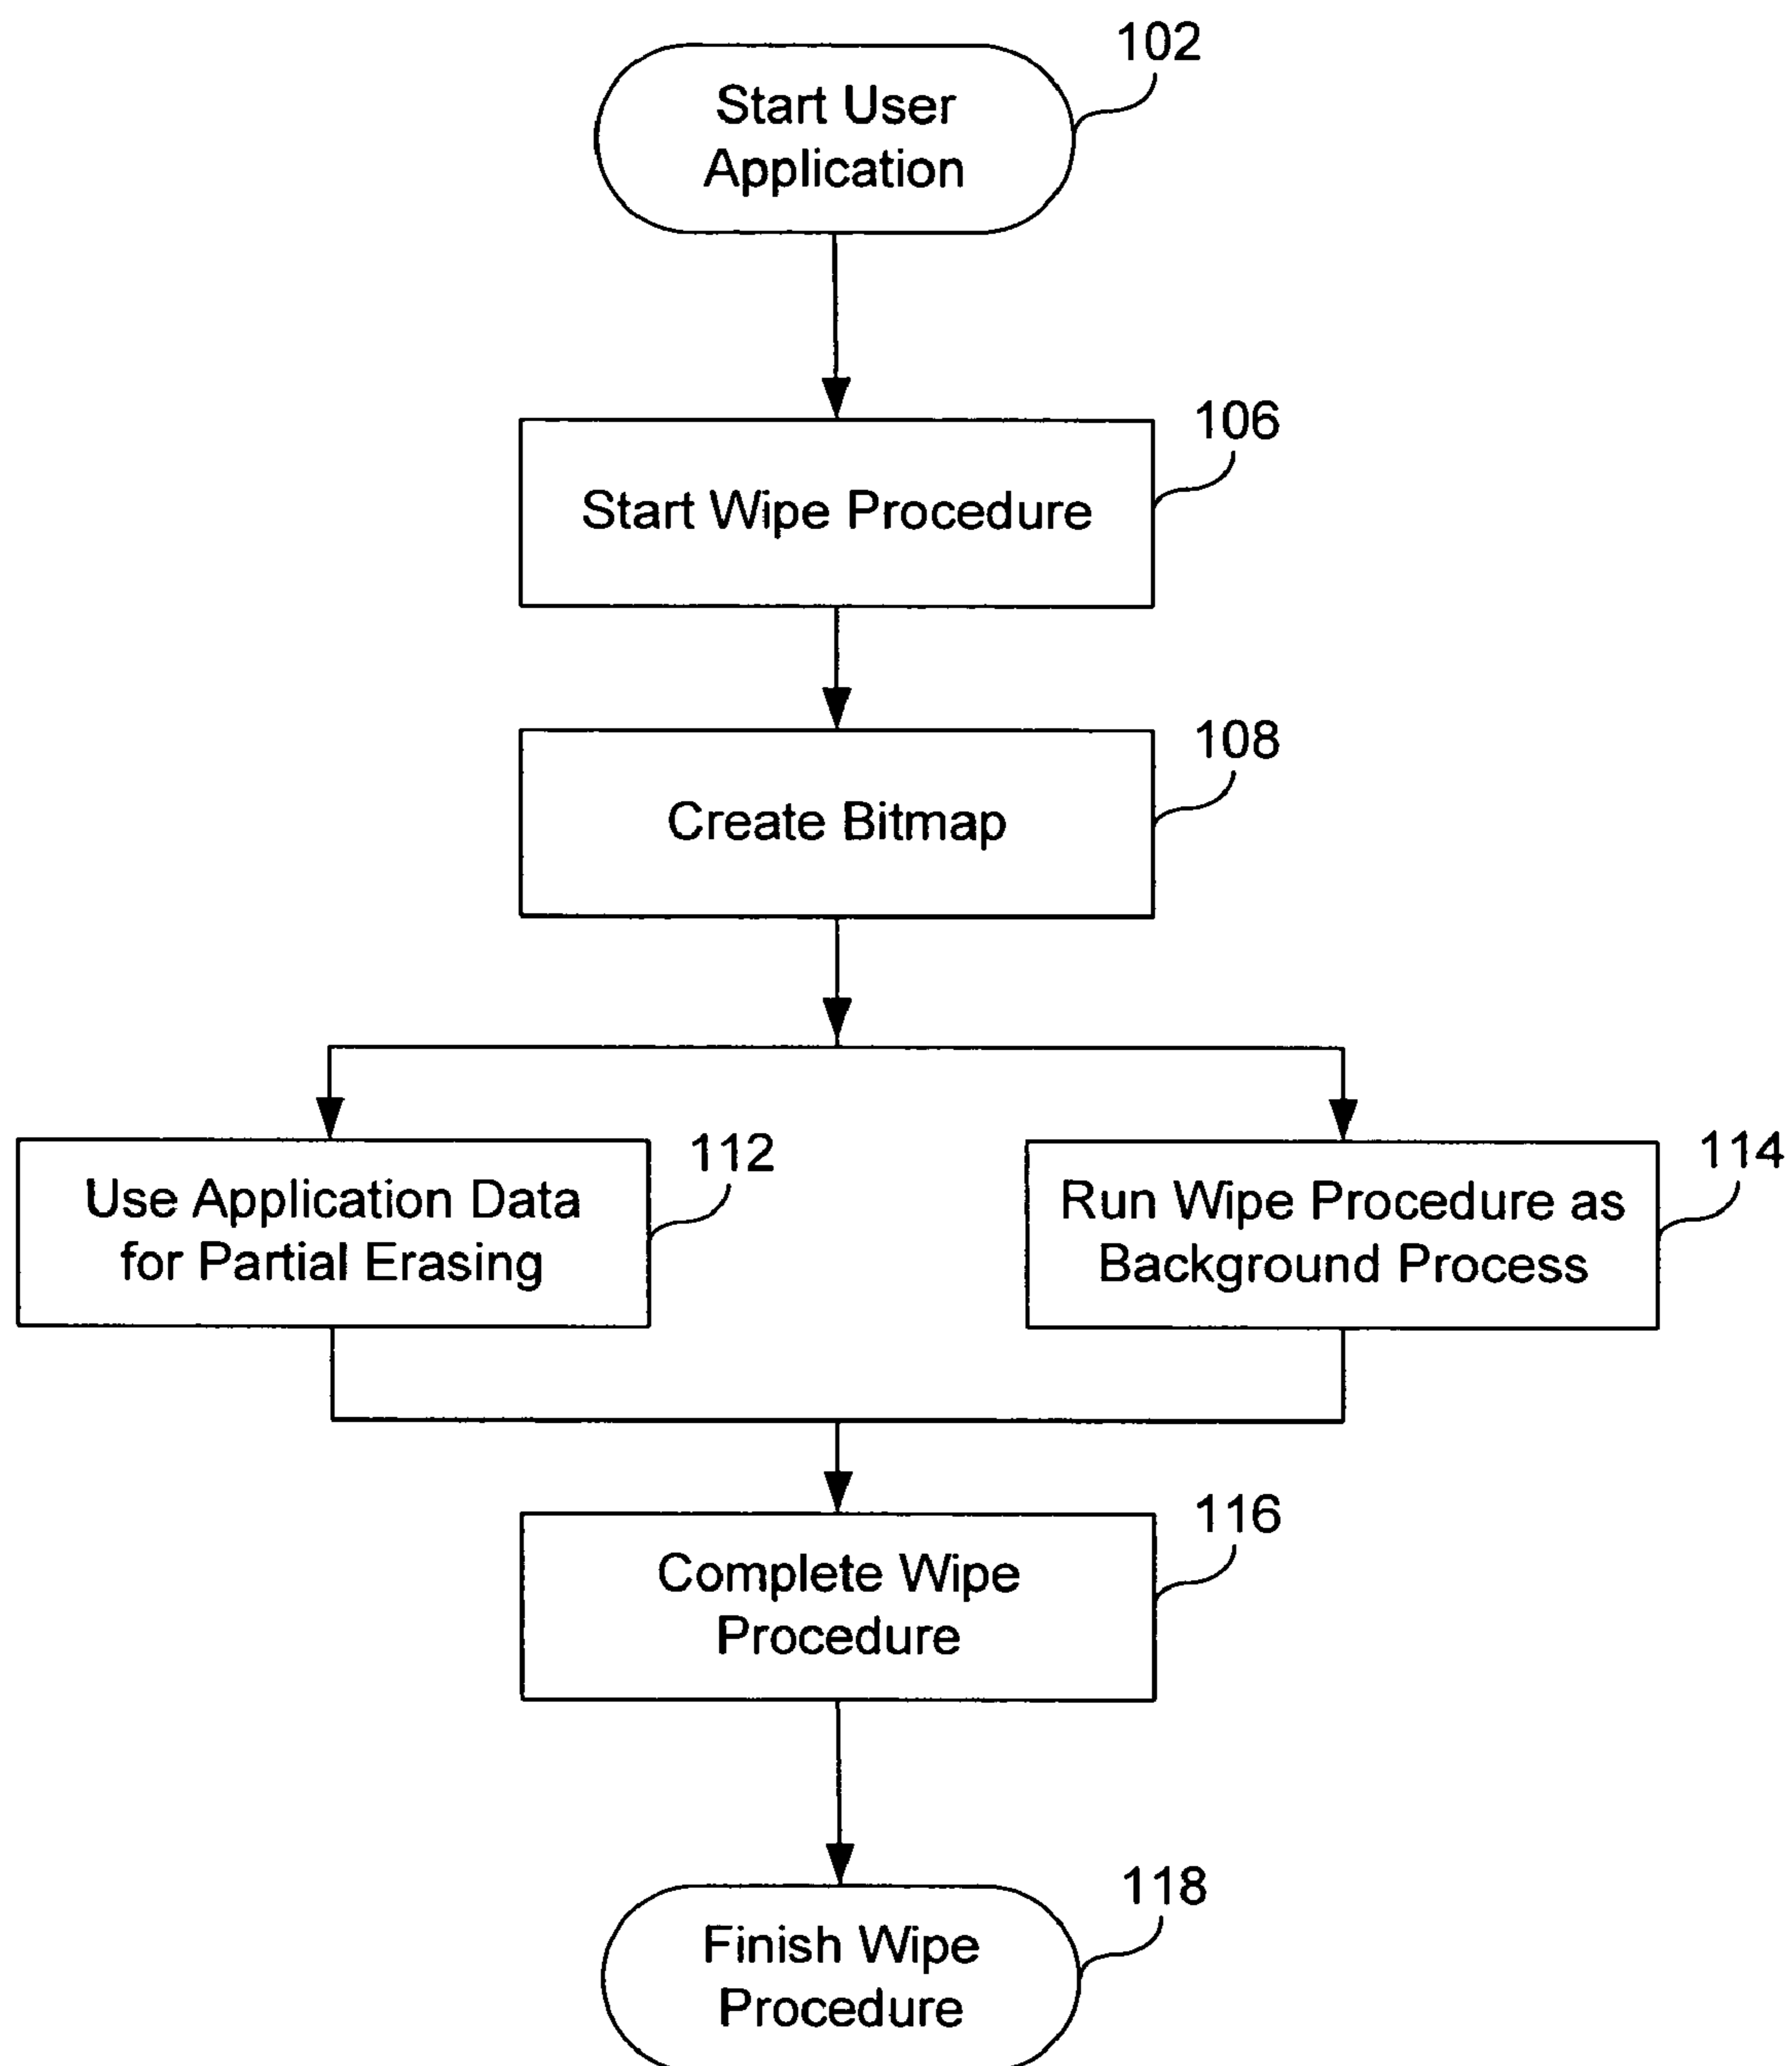 102
Start User
Application
106
Start Wipe Procedure
108
Create Bitmap
112
Use Application Data
for Partial Erasing
114
Run Wipe Procedure as
Background Process
116
Complete Wipe
Procedure
118
Finish Wipe
Procedure